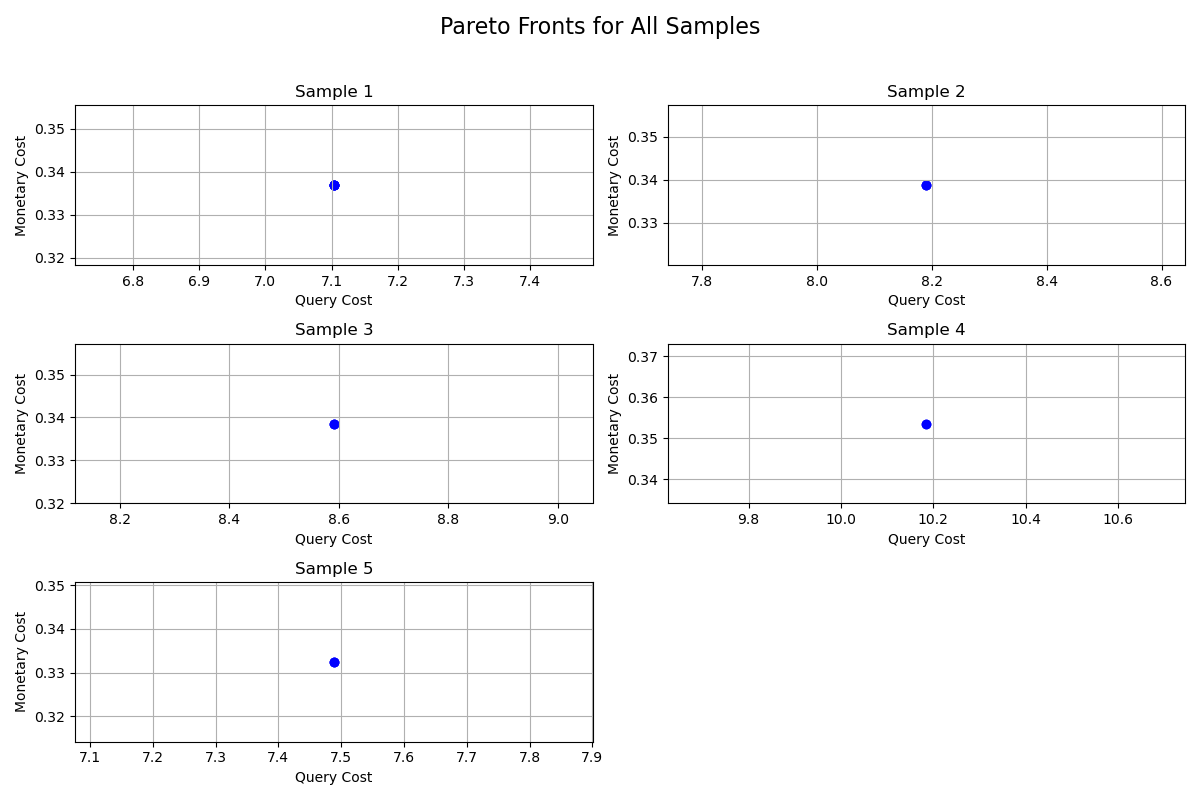 Pareto Fronts for All Samples
Sample 1
Monetary Cost
0.35
0.34
0.33
0.32
6.8 6.9 7.0 7.1 7.2 7.3 7.4
Query Cost
Sample 2
Monetary Cost
0.35
0.34
0.33
7.8 8.0 8.2 8.4 8.6
Query Cost
Sample 3
Monetary Cost
0.35
0.34
0.33
0.32
8.2 8.4 8.6 8.8 9.0
Query Cost
Sample 4
Monetary Cost
0.37
0.36
0.35
0.34
9.8 10.0 10.2 10.4 10.6
Query Cost
Sample 5
Monetary Cost
0.35
0.34
0.33
0.32
7.1 7.2 7.3 7.4 7.5 7.6 7.7 7.8 7.9
Query Cost